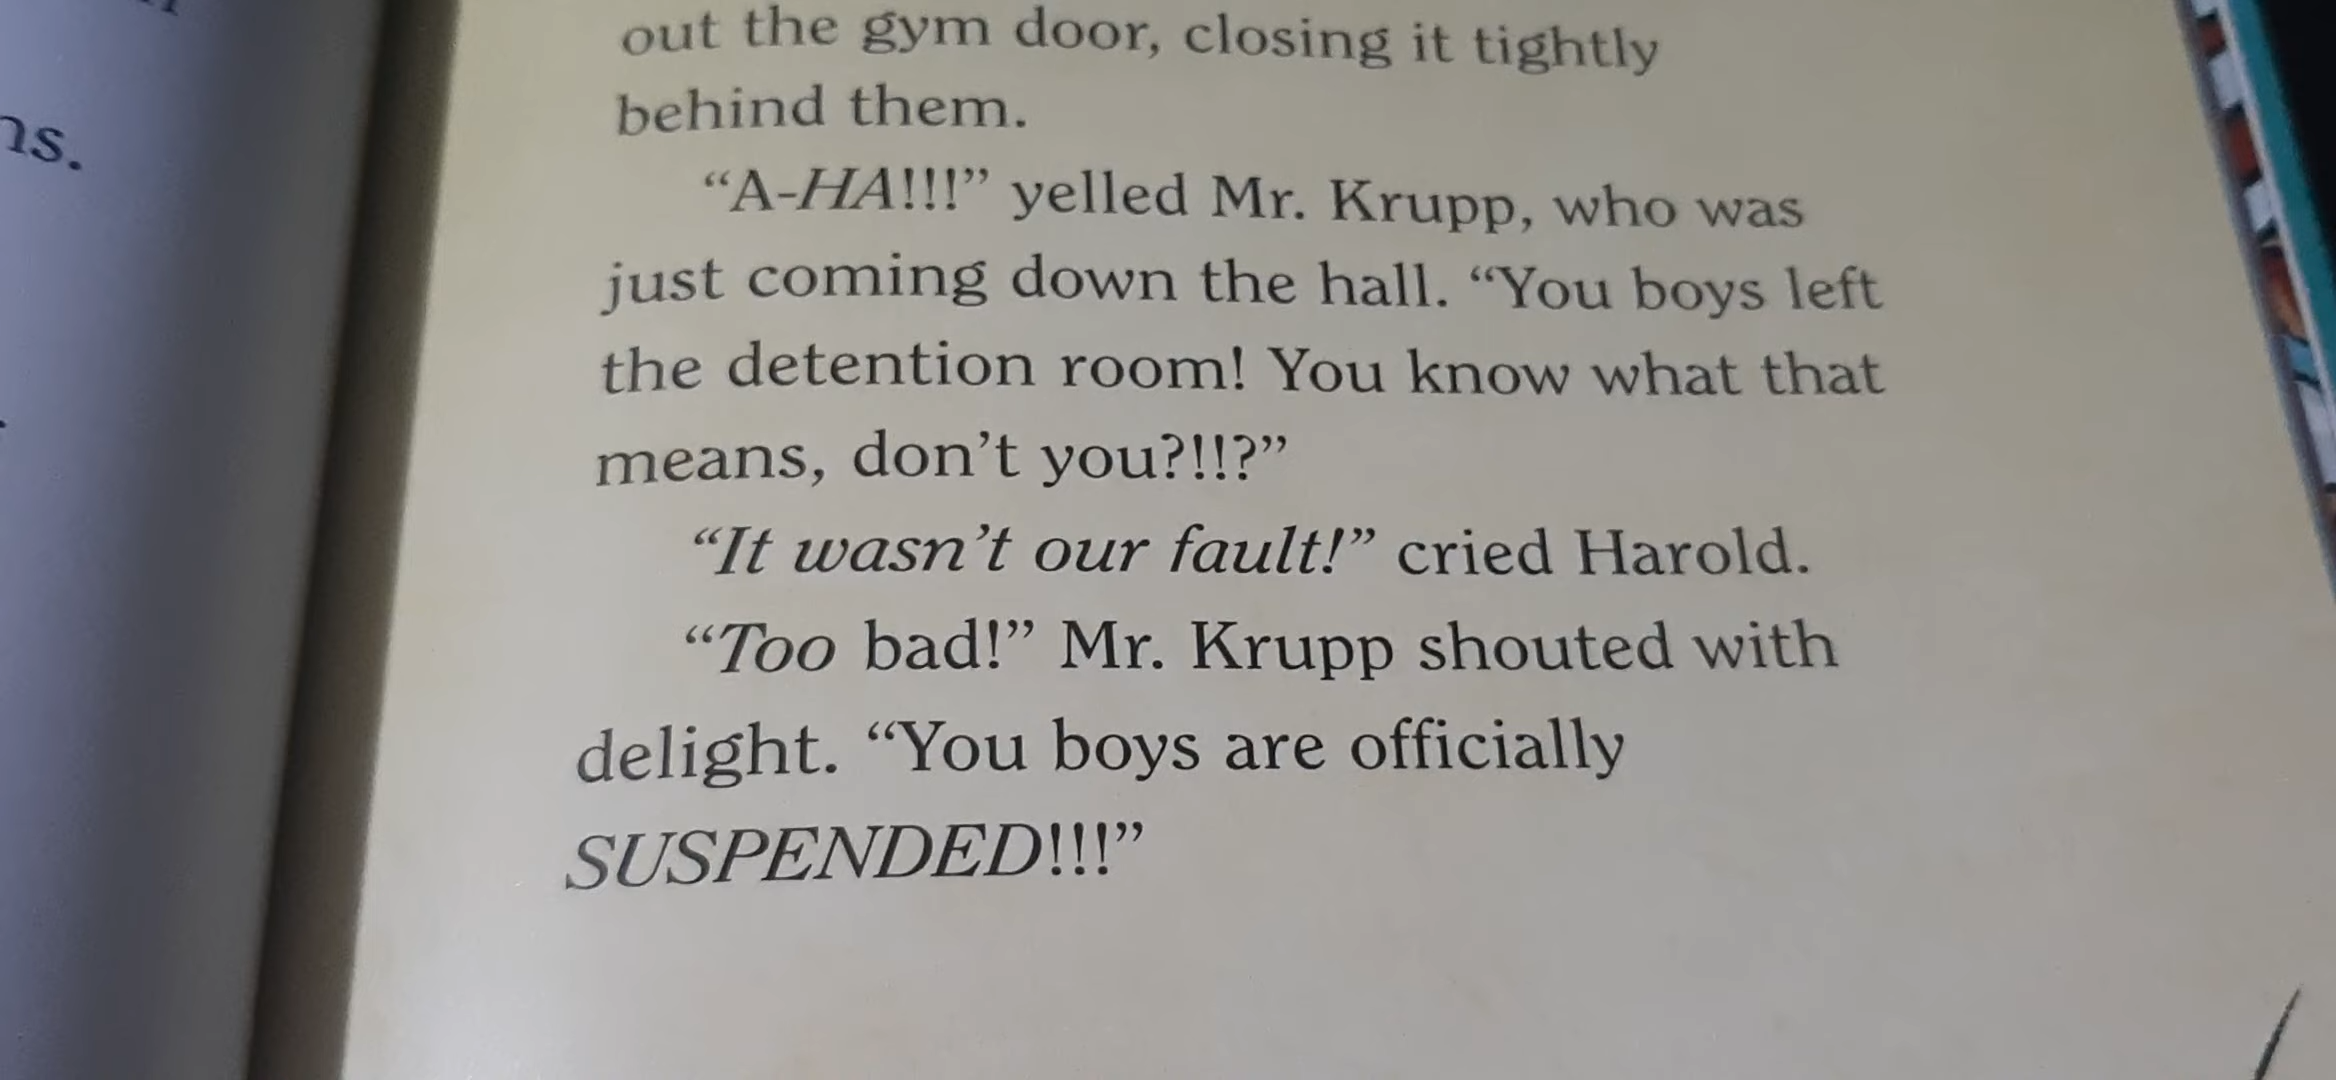 ns.
out the gym door, closing it tightly
behind them.
“A-HA!!!” yelled Mr. Krupp, who was
just coming down the hall. “You boys left
the detention room! You know what that
means, don’t you?!!?”
“It wasn’t our fault!” cried Harold.
“Too bad!” Mr. Krupp shouted with
delight. “You boys are officially
SUSPENDED!!!”